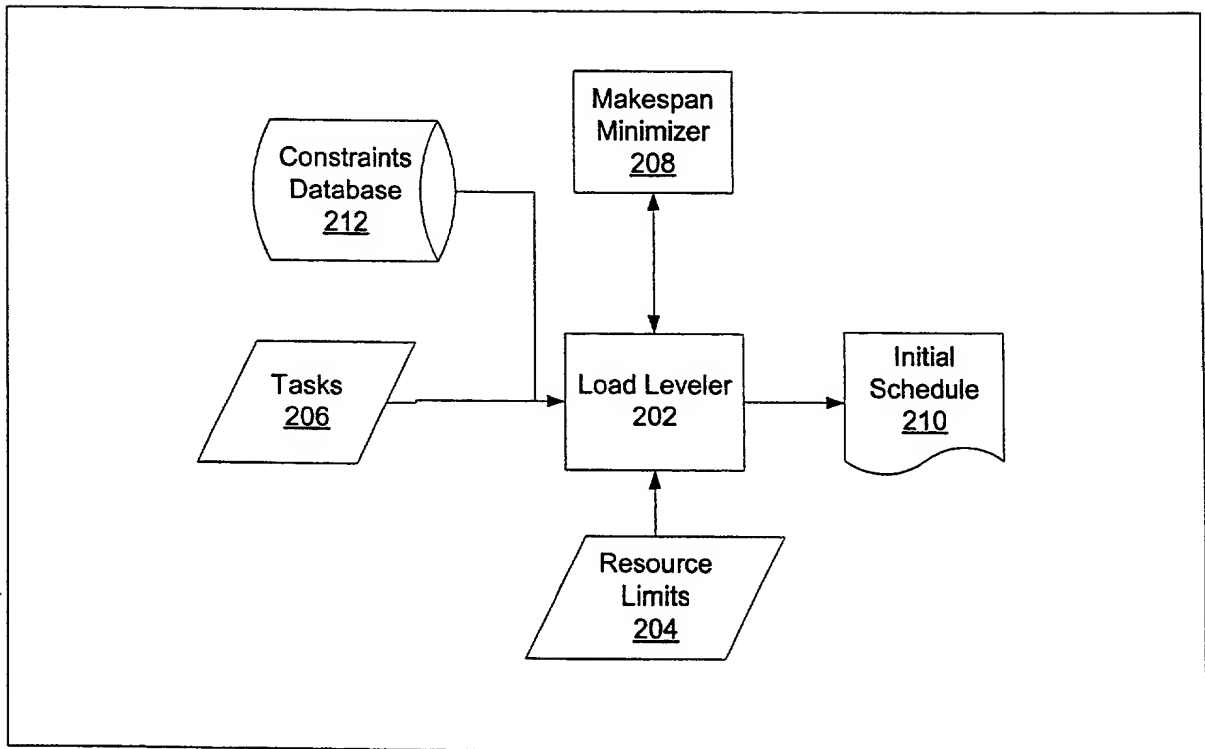 Makespan
Minimizer
208
Constraints
Database
212
Tasks
206
Load Leveler
202
Initial
Schedule
210
Resource
Limits
204